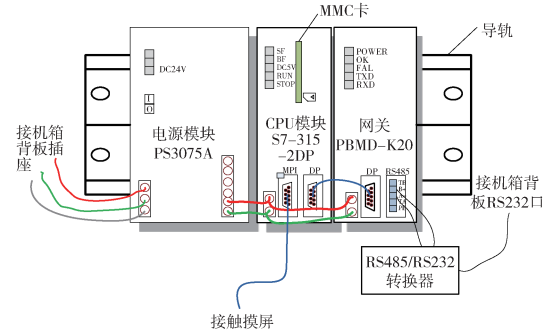 MMC卡
导轨
DC24V
I
O
电源模块
PS3075A
SF
BF
DC5V
RUN
STOP
CPU模块
S7-315
-2DP
MPI
DP
POWER
OK
FAL
TXD
RXD
网关
PBMD-K20
DP
RS485
接机箱
背板插
座
接机箱背
板RS232口
RS485/RS232
转换器
接触摸屏